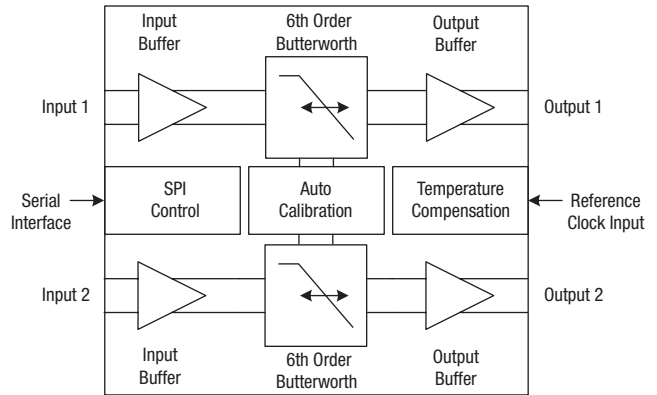 Input
Buffer
6th Order
Butterworth
Output
Buffer
Input 1
Output 1
Serial
Interface
SPI
Control
Auto
Calibration
Temperature
Compensation
Reference
Clock Input
Input 2
Output 2
Input
Buffer
6th Order
Butterworth
Output
Buffer